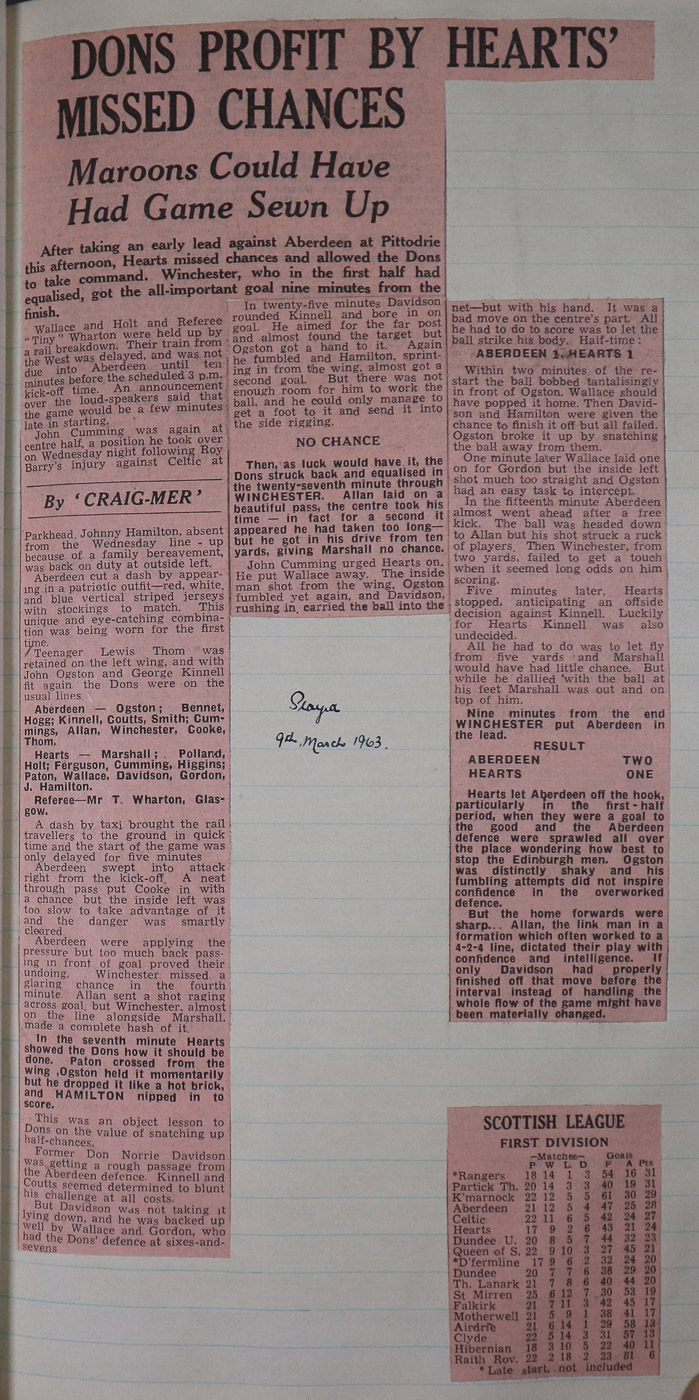 DONS PROFIT BY HEARTS'
MISSED CHANCES
Maroons Could Have
Had Game Sewn Up
After taking an early lead against Aberdeen at Pittodrie
this afternoon, Hearts missed chances and allowed the Dons
to take command. Winchester, who in the first half had
equalised, got the all-important goal nine minutes from the
finish.
Wallace and Holt and Referee
"Tiny" Wharton were held up by
a rail breakdown. Their train from
the West was delayed, and was not
due into Aberdeen until ten
minutes before the scheduled 3 p.m.
kick-off time. An announcement
over the loud-speakers said that
the game would be a few minutes
late in starting.
John Cumming was again at
centre half, a position he took over
on Wednesday night following Roy
Barry's injury against Celtic at
By 'CRAIG-MER'
Parkhead. Johnny Hamilton, absent
from the Wednesday line-up
because of a family bereavement,
was back on duty at outside left.
Aberdeen cut a dash by appear-
ing in a patriotic outfit—red, white,
and blue vertical striped jerseys
with stockings to match. This
unique and eye-catching combina-
tion was being worn for the first
time.
Teenager Lewis Thom was
retained on the left wing, and with
John Ogston and George Kinnell
fit again the Dons were on the
usual lines.
Aberdeen — Ogston; Bennet,
Hogg; Kinnell, Coutts, Smith; Cum-
mings, Allan, Winchester, Cooke,
Thom.
Hearts — Marshall; Polland,
Holt; Ferguson, Cumming, Higgins;
Paton, Wallace, Davidson, Gordon,
J. Hamilton.
Referee—Mr T. Wharton, Glas-
gow.
A dash by taxi brought the rail
travellers to the ground in quick
time and the start of the game was
only delayed for five minutes
Aberdeen swept into attack
right from the kick-off. A neat
through pass put Cooke in with
a chance but the inside left was
too slow to take advantage of it
and the danger was smartly
cleared
Aberdeen were applying the
pressure but too much back pass-
ing in front of goal proved their
undoing. Winchester missed a
glaring chance in the fourth
minute Allan sent a shot raging
across goal, but Winchester, almost
on the line alongside Marshall,
made a complete hash of it.
In the seventh minute Hearts
showed the Dons how it should be
done. Paton crossed from the
wing, Ogston held it momentarily
but he dropped it like a hot brick,
and HAMILTON nipped in to
score.
This was an object lesson to
Dons on the value of snatching up
half-chances.
Former Don Norrie Davidson
was getting a rough passage from
the Aberdeen defence. Kinnell and
Coutts seemed determined to blunt
his challenge at all costs.
But Davidson was not taking it
lying down, and he was backed up
well by Wallace and Gordon, who
had the Dons' defence at sixes-and-
sevens
In twenty-five minutes Davidson
rounded Kinnell and bore in on
goal. He aimed for the far post
and almost found the target but
Ogston got a hand to it. Again
he fumbled and Hamilton, sprint-
ing in from the wing, almost got a
second goal. But there was not
enough room for him to work the
ball, and he could only manage to
get a foot to it and send it into
the side rigging.
NO CHANCE
Then, as luck would have it, the
Dons struck back and equalised in
the twenty-seventh minute through
WINCHESTER. Allan laid on a
beautiful pass, the centre took his
time — in fact for a second it
appeared he had taken too long—
but he got in his drive from ten
yards, giving Marshall no chance.
John Cumming urged Hearts on.
He put Wallace away. The inside
man shot from the wing, Ogston
fumbled yet again, and Davidson,
rushing in, carried the ball into the
9th. March 1963.
net—but with his hand. It was a
bad move on the centre's part. All
he had to do to score was to let the
ball strike his body. Half-time:
ABERDEEN 1, HEARTS 1
Within two minutes of the re-
start the ball bobbed tantalisingly
in front of Ogston. Wallace should
have popped it home. Then David-
son and Hamilton were given the
chance to finish it off but all failed.
Ogston broke it up by snatching
the ball away from them.
One minute later Wallace laid one
on for Gordon but the inside left
shot much too straight and Ogston
had an easy task to intercept.
In the fifteenth minute Aberdeen
almost went ahead after a free
kick. The ball was headed down
to Allan but his shot struck a ruck
of players. Then Winchester, from
two yards, failed to get a touch
when it seemed long odds on him
scoring.
Five minutes later, Hearts
stopped, anticipating an offside
decision against Kinnell. Luckily
for Hearts Kinnell was also
undecided.
All he had to do was to let fly
from five yards and Marshall
would have had little chance. But
while he dallied with the ball at
his feet Marshall was out and on
top of him.
Nine minutes from the end
WINCHESTER put Aberdeen in
the lead.
RESULT
ABERDEEN TWO
HEARTS ONE
Hearts let Aberdeen off the hook,
particularly in the first-half
period, when they were a goal to
the good and the Aberdeen
defence were sprawled all over
the place wondering how best to
stop the Edinburgh men. Ogston
was distinctly shaky and his
fumbling attempts did not inspire
confidence in the overworked
defence.
But the home forwards were
sharp... Allan, the link man in a
formation which often worked to a
4-2-4 line, dictated their play with
confidence and intelligence. If
only Davidson had properly
finished off that move before the
interval instead of handling the
whole flow of the game might have
been materially changed.
SCOTTISH LEAGUE
FIRST DIVISION
—Matches— Goals
P W L D F A Pts
*Rangers 18 14 1 3 54 16 31
Partick Th. 20 14 3 3 40 19 31
K'marnock 22 12 5 5 61 30 29
Aberdeen 21 12 5 4 47 25 28
Celtic 22 11 6 5 42 24 27
Hearts 17 9 2 6 43 21 24
Dundee U. 20 8 5 7 44 32 23
Queen of S. 22 9 10 3 27 45 21
*D'fermline 17 9 6 2 32 24 20
Dundee 20 7 7 6 38 29 20
Th. Lanark 21 7 8 6 40 44 20
St Mirren 25 6 12 7 30 53 19
Falkirk 21 7 11 3 42 45 17
Motherwell 21 5 9 1 38 41 17
Airdrie 21 6 14 1 29 58 13
Clyde 22 5 14 3 31 57 13
Hibernian 18 3 10 5 22 40 11
Raith Rov. 22 2 18 2 23 81 6
* Late start, not included